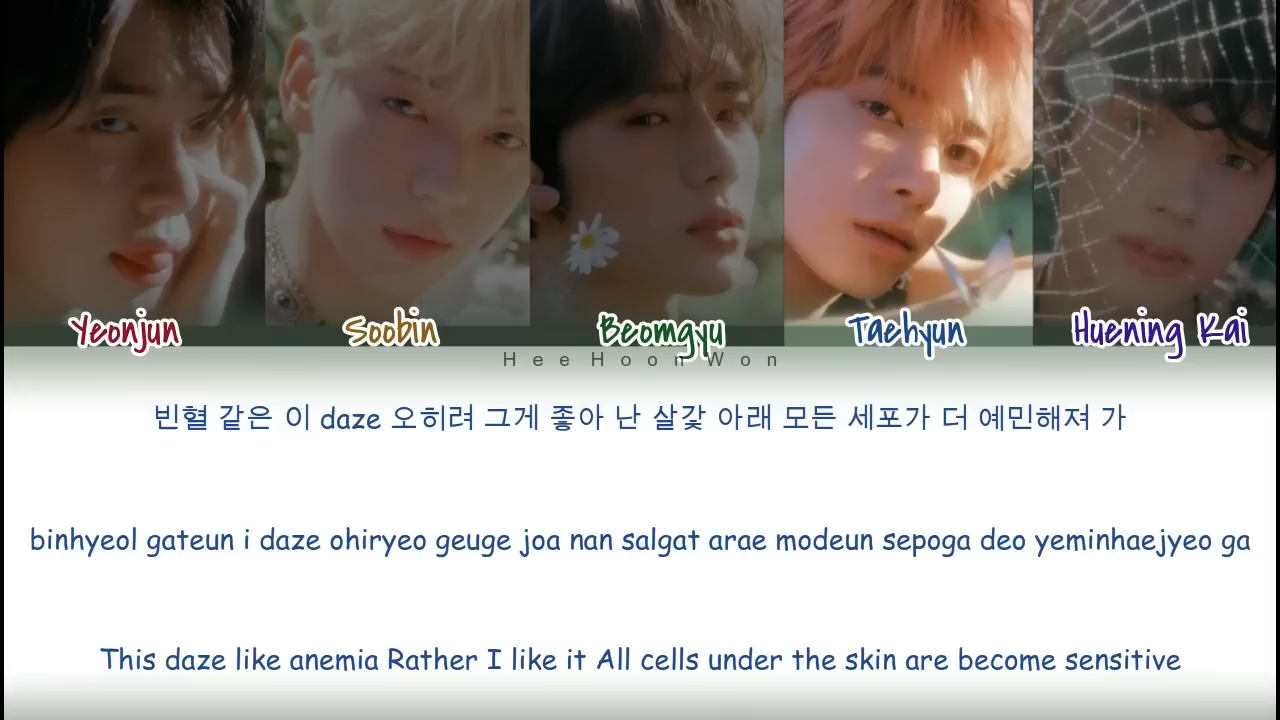 Yeonjun Soobin Beomgyu Taehyun Huening Kai
HeeHoonWon
빈혈 같은 이 daze 오히려 그게 좋아 난 살갗 아래 모든 세포가 더 예민해져 가
binhyeol gateun i daze ohiryeo geuge joa nan salgat arae modeun sepoga deo yeminhaejyeo ga
This daze like anemia Rather I like it All cells under the skin are become sensitive